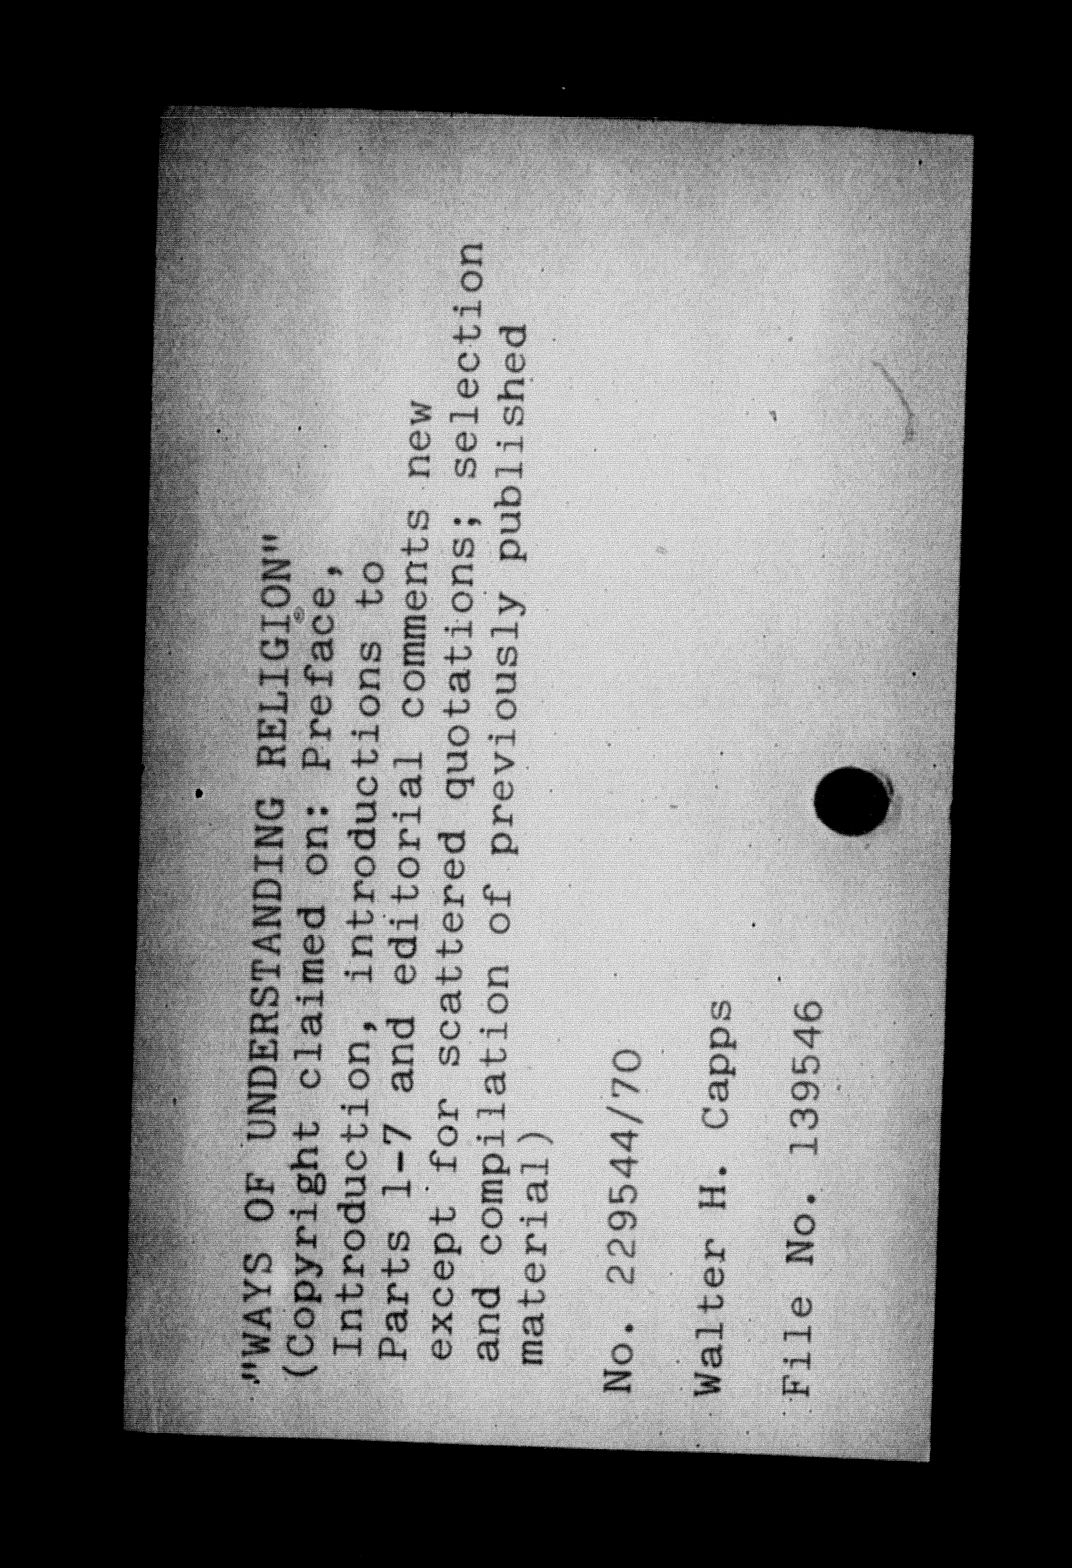 "WAYS OF UNDERSTANDING RELIGION"
(Copyright claimed on: Preface,
Introduction, introductions to
Parts 1-7 and editorial comments new
except for scattered quotations; selection
and compilation of previously published
material)
No. 229544/70
Walter H. Capps
File No. 139546